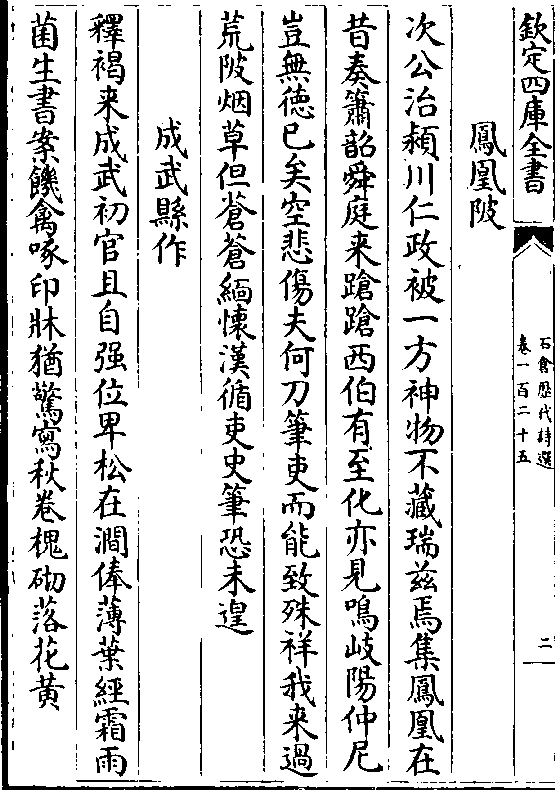 欽定四庫全書
石倉歷代詩選
卷一百二十五
二
鳳凰陂
次公治潁川仁政被一方神物不藏瑞茲焉集鳳凰在
昔奏簫韶舜庭来蹌蹌西伯有至化亦見鳴岐陽仲尼
豈無徳已矣空悲傷夫何刀筆吏而能致殊祥我来過
荒陂烟草但蒼蒼緬懐漢循吏史筆恐未遑
成武縣作
釋褐来成武初官且自强位卑松在澗俸薄葉經霜雨
菌生書案饑禽啄印牀猶驚寫秋卷槐砌落花黄